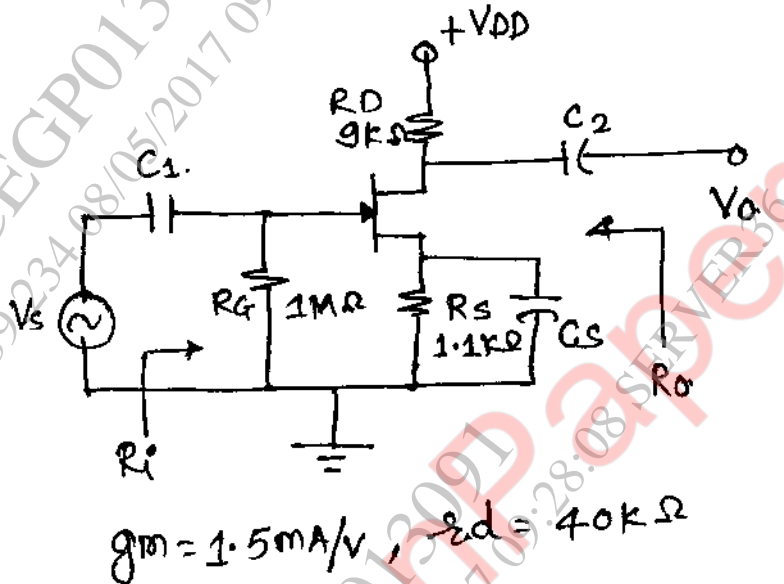 +VDD
RD
9KΩ
C2
C1.
Vo
Vs
RG 1MΩ
Rs
1.1KΩ
Cs
Ro
Ri
gm = 1.5mA/V, rd = 40KΩ